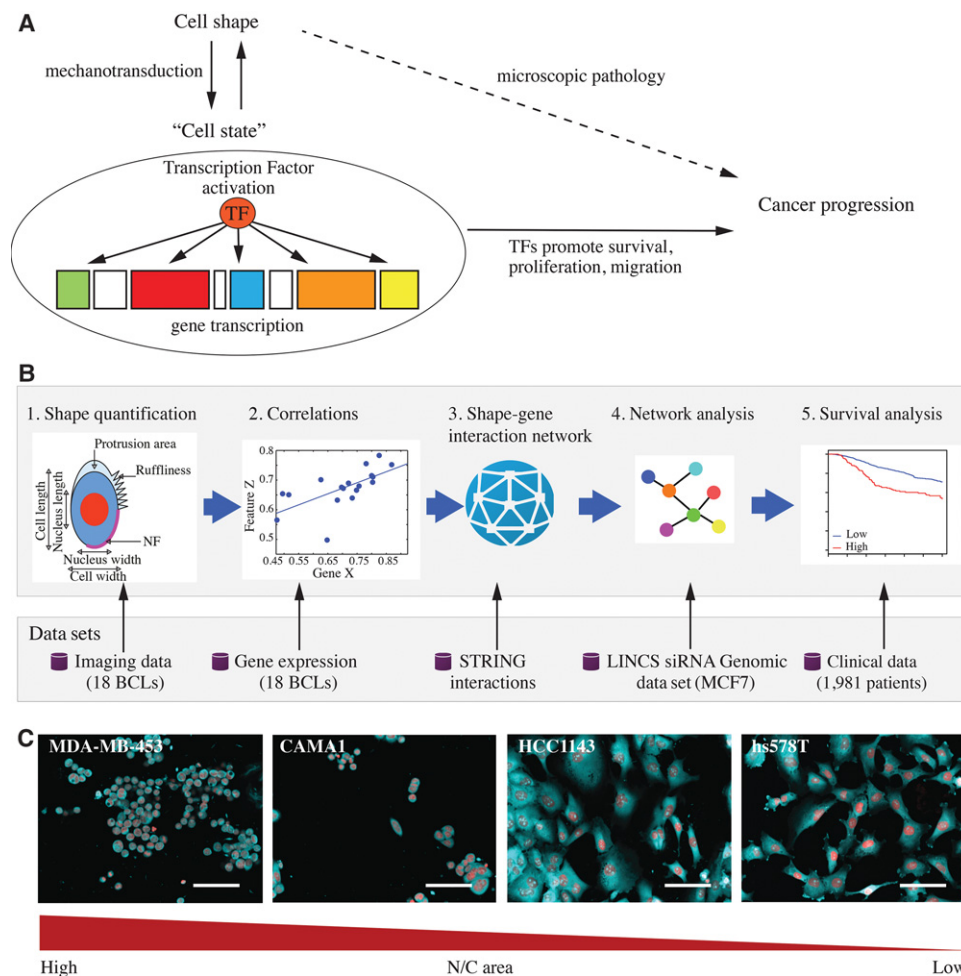 A
Cell shape
mechanotransduction
microscopic pathology
“Cell state”
Transcription Factor
activation
TF
Cancer progression
TFs promote survival,
proliferation, migration
gene transcription
B
1. Shape quantification
2. Correlations
3. Shape-gene
interaction network
4. Network analysis
5. Survival analysis
Protrusion area
Ruffliness
Cell length
Nucleus length
NF
Nucleus width
Cell width
Feature Z
0.8
0.7
0.6
0.5
0.45 0.55 0.65 0.75 0.85
Gene X
Low
High
Data sets
Imaging data
(18 BCLs)
Gene expression
(18 BCLs)
STRING
interactions
LINCS siRNA Genomic
data set (MCF7)
Clinical data
(1,981 patients)
C
MDA-MB-453
CAMA1
HCC1143
hs578T
High
N/C area
Low